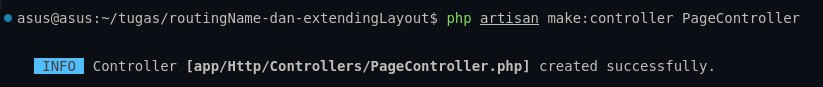 asus@asus:~/tugas/routingName-dan-extendingLayout$ php artisan make:controller PageController
INFO Controller [app/Http/Controllers/PageController.php] created successfully.